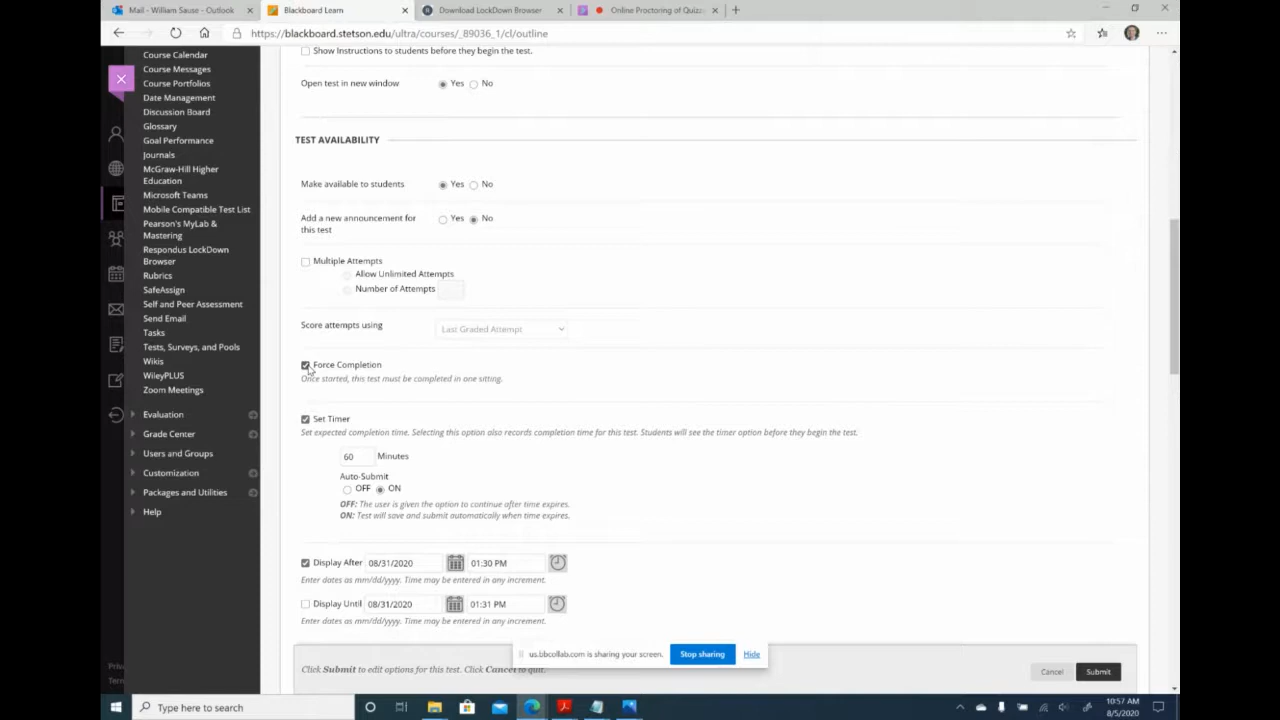 Mail - William Sause - Outlook
Blackboard Learn
Download LockDown Browser
Online Proctoring of Quizz
https://blackboard.stetson.edu/ultra/courses/_89036_1/cl/outline
Course Calendar
Course Messages
Course Portfolios
Date Management
Discussion Board
Glossary
Goal Performance
Journals
McGraw-Hill Higher
Education
Microsoft Teams
Mobile Compatible Test List
Pearson's MyLab &
Mastering
Respondus LockDown
Browser
Rubrics
SafeAssign
Self and Peer Assessment
Send Email
Tasks
Tests, Surveys, and Pools
Wikis
WileyPLUS
Zoom Meetings
Evaluation
Grade Center
Users and Groups
Customization
Packages and Utilities
Help
Priv
Term
Show Instructions to students before they begin the test.
Open test in new window Yes No
TEST AVAILABILITY
Make available to students Yes No
Add a new announcement for Yes No
this test
Multiple Attempts
Allow Unlimited Attempts
Number of Attempts
Score attempts using Last Graded Attempt
Force Completion
Once started, this test must be completed in one sitting.
Set Timer
Set expected completion time. Selecting this option also records completion time for this test. Students will see the timer option before they begin the test.
60 Minutes
Auto-Submit
OFF ON
OFF: The user is given the option to continue after time expires.
ON: Test will save and submit automatically when time expires.
Display After 08/31/2020 01:30 PM
Enter dates as mm/dd/yyyy. Time may be entered in any increment.
Display Until 08/31/2020 01:31 PM
Enter dates as mm/dd/yyyy. Time may be entered in any increment.
us.bbcollab.com is sharing your screen. Stop sharing Hide
Click Submit to edit options for this test. Click Cancel to quit.
Cancel Submit
Type here to search
10:57 AM
8/5/2020